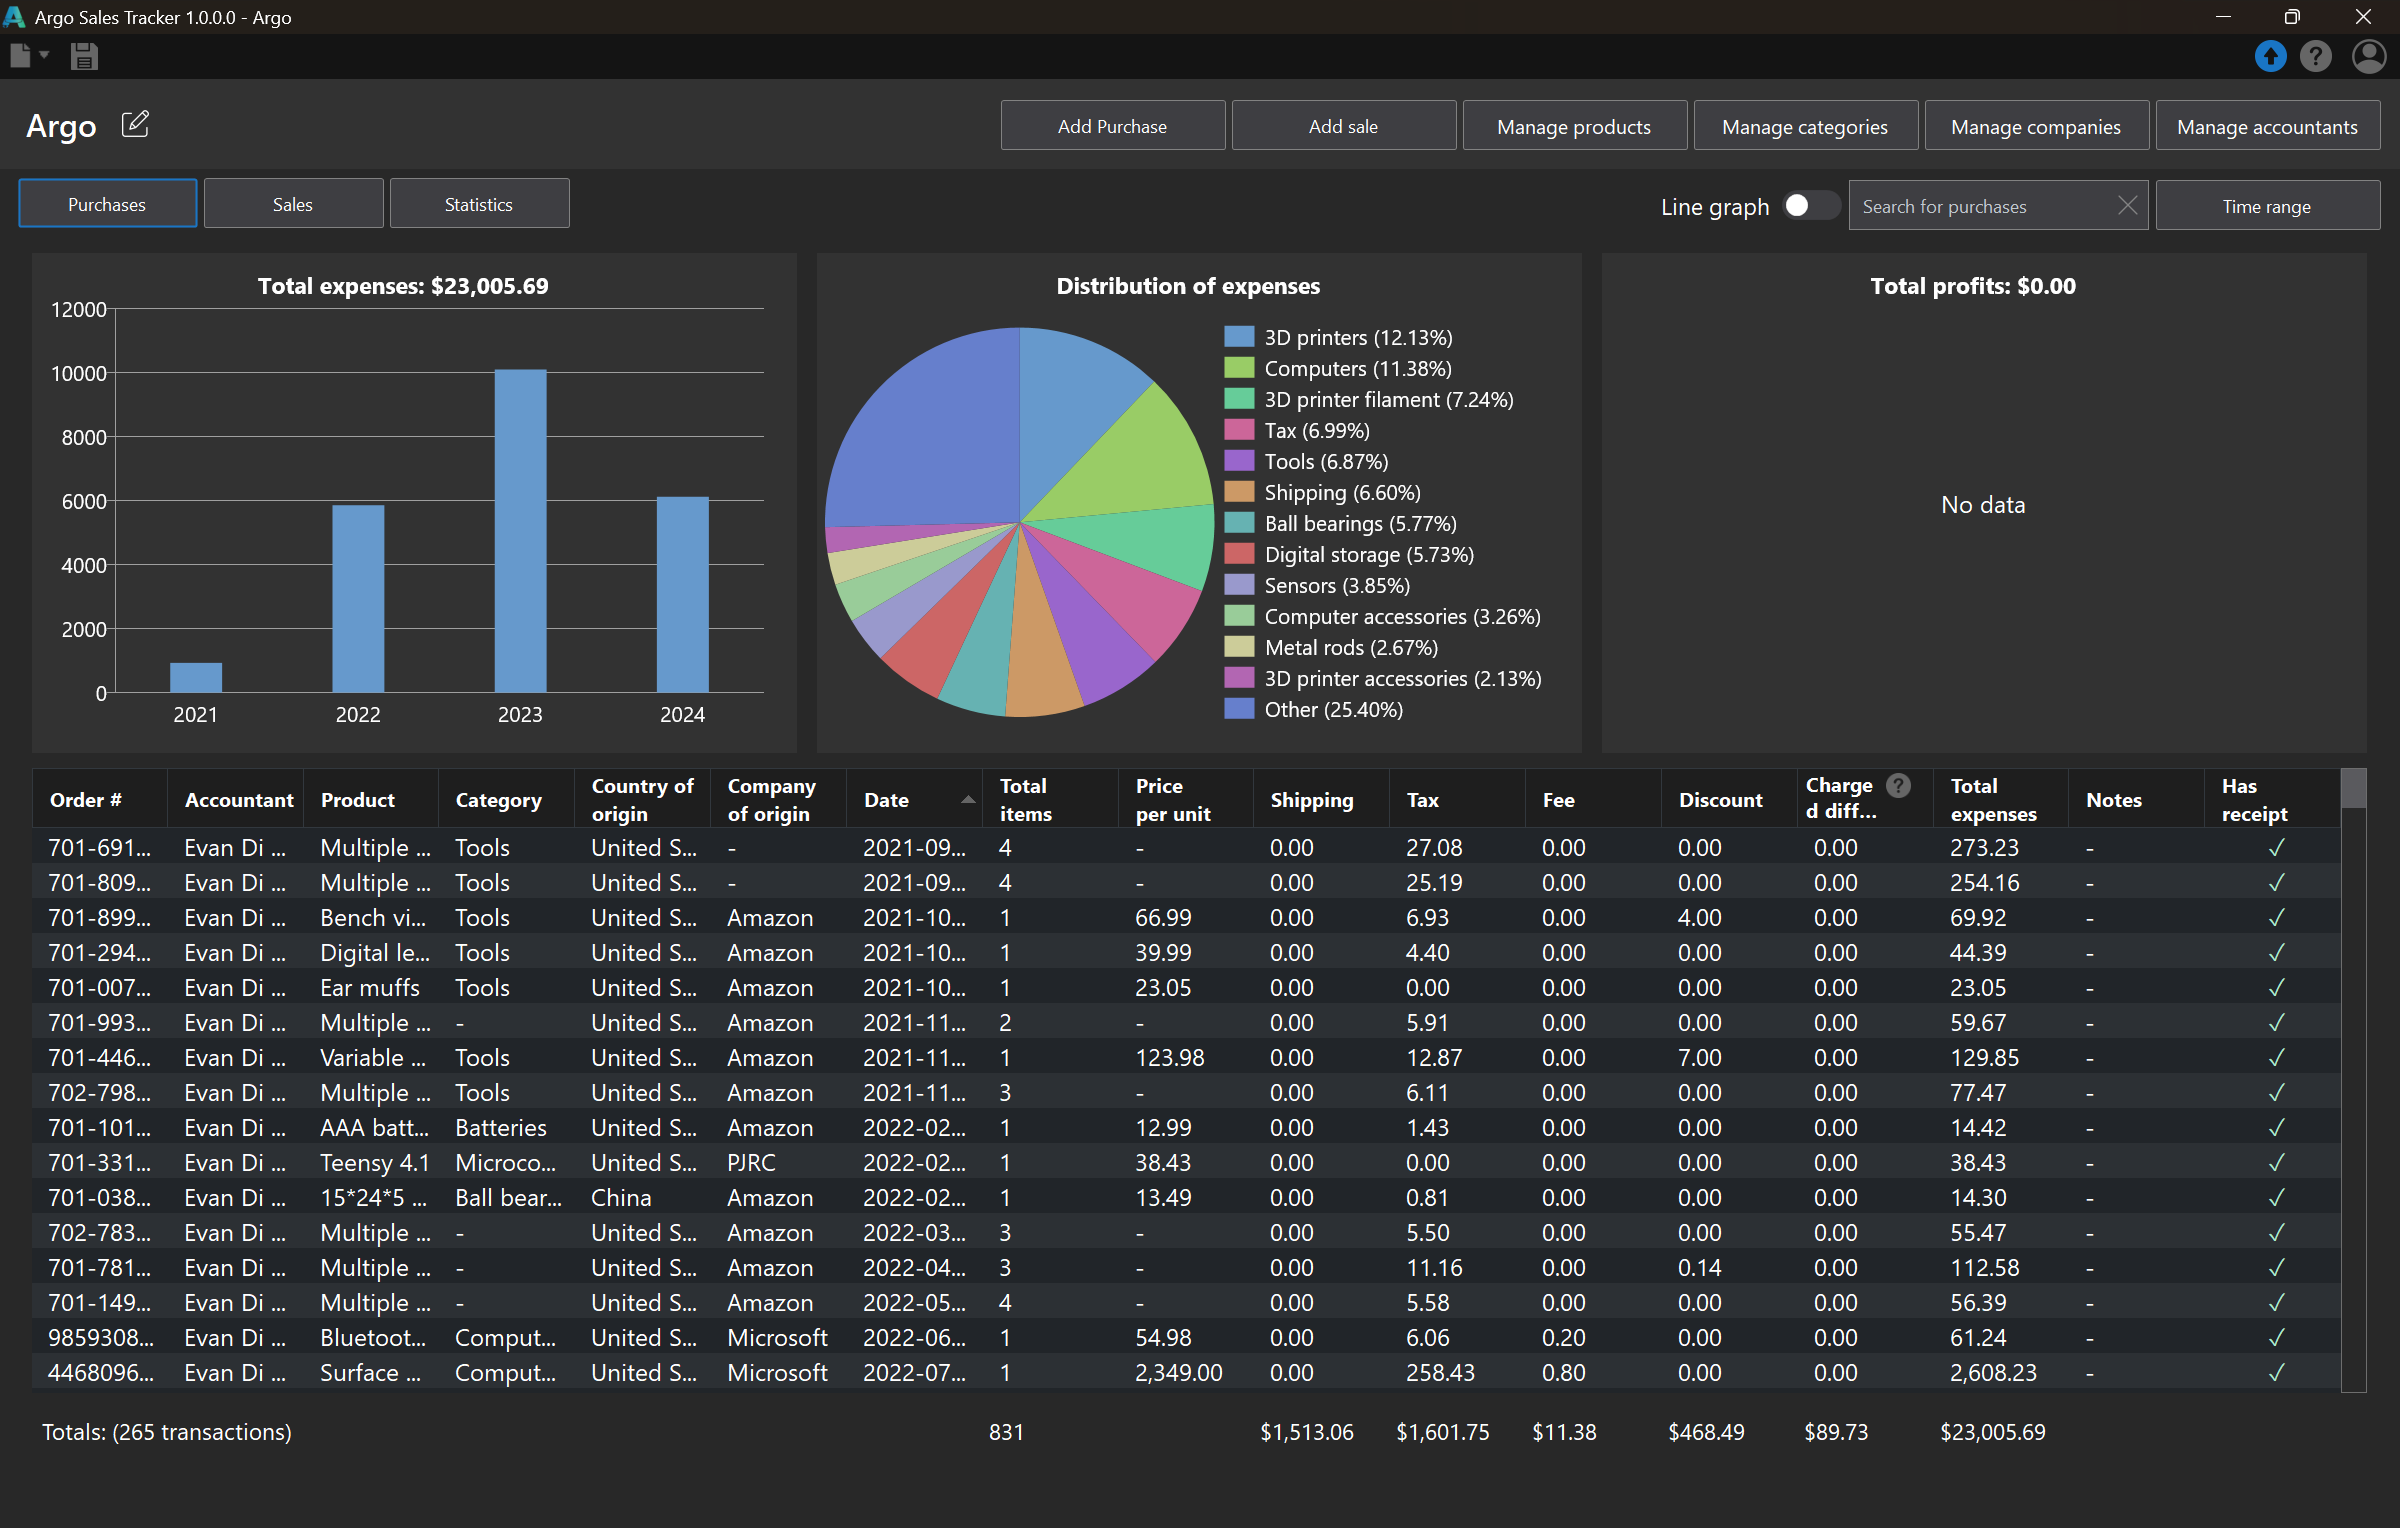 Argo Sales Tracker 1.0.0.0 - Argo
Argo
Add Purchase
Add sale
Manage products
Manage categories
Manage companies
Manage accountants
Purchases
Sales
Statistics
Line graph
Search for purchases
Time range
Total expenses: $23,005.69
12000
10000
8000
6000
4000
2000
0
2021 2022 2023 2024
Distribution of expenses
3D printers (12.13%)
Computers (11.38%)
3D printer filament (7.24%)
Tax (6.99%)
Tools (6.87%)
Shipping (6.60%)
Ball bearings (5.77%)
Digital storage (5.73%)
Sensors (3.85%)
Computer accessories (3.26%)
Metal rods (2.67%)
3D printer accessories (2.13%)
Other (25.40%)
Total profits: $0.00
No data
Order #
Accountant
Product
Category
Country of
origin
Company
of origin
Date
Total
items
Price
per unit
Shipping
Tax
Fee
Discount
Charge
d diff...
?
Total
expenses
Notes
Has
receipt
701-691... Evan Di ... Multiple ... Tools United S... - 2021-09... 4 - 0.00 27.08 0.00 0.00 0.00 273.23 - ✓
701-809... Evan Di ... Multiple ... Tools United S... - 2021-09... 4 - 0.00 25.19 0.00 0.00 0.00 254.16 - ✓
701-899... Evan Di ... Bench vi... Tools United S... Amazon 2021-10... 1 66.99 0.00 6.93 0.00 4.00 0.00 69.92 - ✓
701-294... Evan Di ... Digital le... Tools United S... Amazon 2021-10... 1 39.99 0.00 4.40 0.00 0.00 0.00 44.39 - ✓
701-007... Evan Di ... Ear muffs Tools United S... Amazon 2021-10... 1 23.05 0.00 0.00 0.00 0.00 0.00 23.05 - ✓
701-993... Evan Di ... Multiple ... - United S... Amazon 2021-11... 2 - 0.00 5.91 0.00 0.00 0.00 59.67 - ✓
701-446... Evan Di ... Variable ... Tools United S... Amazon 2021-11... 1 123.98 0.00 12.87 0.00 7.00 0.00 129.85 - ✓
702-798... Evan Di ... Multiple ... Tools United S... Amazon 2021-11... 3 - 0.00 6.11 0.00 0.00 0.00 77.47 - ✓
701-101... Evan Di ... AAA batt... Batteries United S... Amazon 2022-02... 1 12.99 0.00 1.43 0.00 0.00 0.00 14.42 - ✓
701-331... Evan Di ... Teensy 4.1 Microco... United S... PJRC 2022-02... 1 38.43 0.00 0.00 0.00 0.00 0.00 38.43 - ✓
701-038... Evan Di ... 15*24*5 ... Ball bear... China Amazon 2022-02... 1 13.49 0.00 0.81 0.00 0.00 0.00 14.30 - ✓
702-783... Evan Di ... Multiple ... - United S... Amazon 2022-03... 3 - 0.00 5.50 0.00 0.00 0.00 55.47 - ✓
701-781... Evan Di ... Multiple ... - United S... Amazon 2022-04... 3 - 0.00 11.16 0.00 0.14 0.00 112.58 - ✓
701-149... Evan Di ... Multiple ... - United S... Amazon 2022-05... 4 - 0.00 5.58 0.00 0.00 0.00 56.39 - ✓
9859308... Evan Di ... Bluetoot... Comput... United S... Microsoft 2022-06... 1 54.98 0.00 6.06 0.20 0.00 0.00 61.24 - ✓
4468096... Evan Di ... Surface ... Comput... United S... Microsoft 2022-07... 1 2,349.00 0.00 258.43 0.80 0.00 0.00 2,608.23 - ✓
Totals: (265 transactions) 831 $1,513.06 $1,601.75 $11.38 $468.49 $89.73 $23,005.69